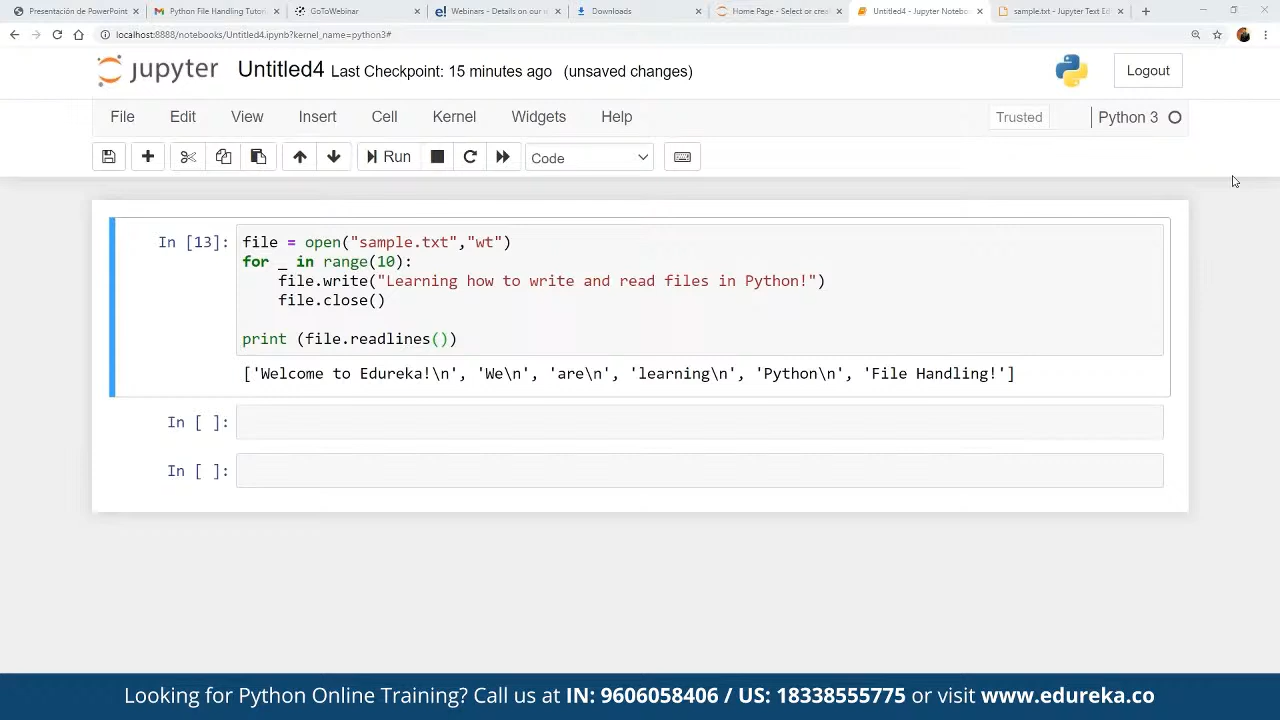 Presentación de PowerPoint
Python File Handling Tutori
GoToWebinar
Webinars - Details on our w
Downloads
Home Page - Select or crea
Untitled4 - Jupyter Notebo
sample.txt - Jupyter Text Ed
localhost:8888/notebooks/Untitled4.ipynb?kernel_name=python3#
jupyter Untitled4 Last Checkpoint: 15 minutes ago (unsaved changes)
Logout
File Edit View Insert Cell Kernel Widgets Help
Trusted
Python 3
Run
Code
In [13]: file = open("sample.txt","wt")
for _ in range(10):
file.write("Learning how to write and read files in Python!")
file.close()
print (file.readlines())
['Welcome to Edureka!\n', 'We\n', 'are\n', 'learning\n', 'Python\n', 'File Handling!']
In [ ]:
In [ ]:
Looking for Python Online Training? Call us at IN: 9606058406 / US: 18338555775 or visit www.edureka.co